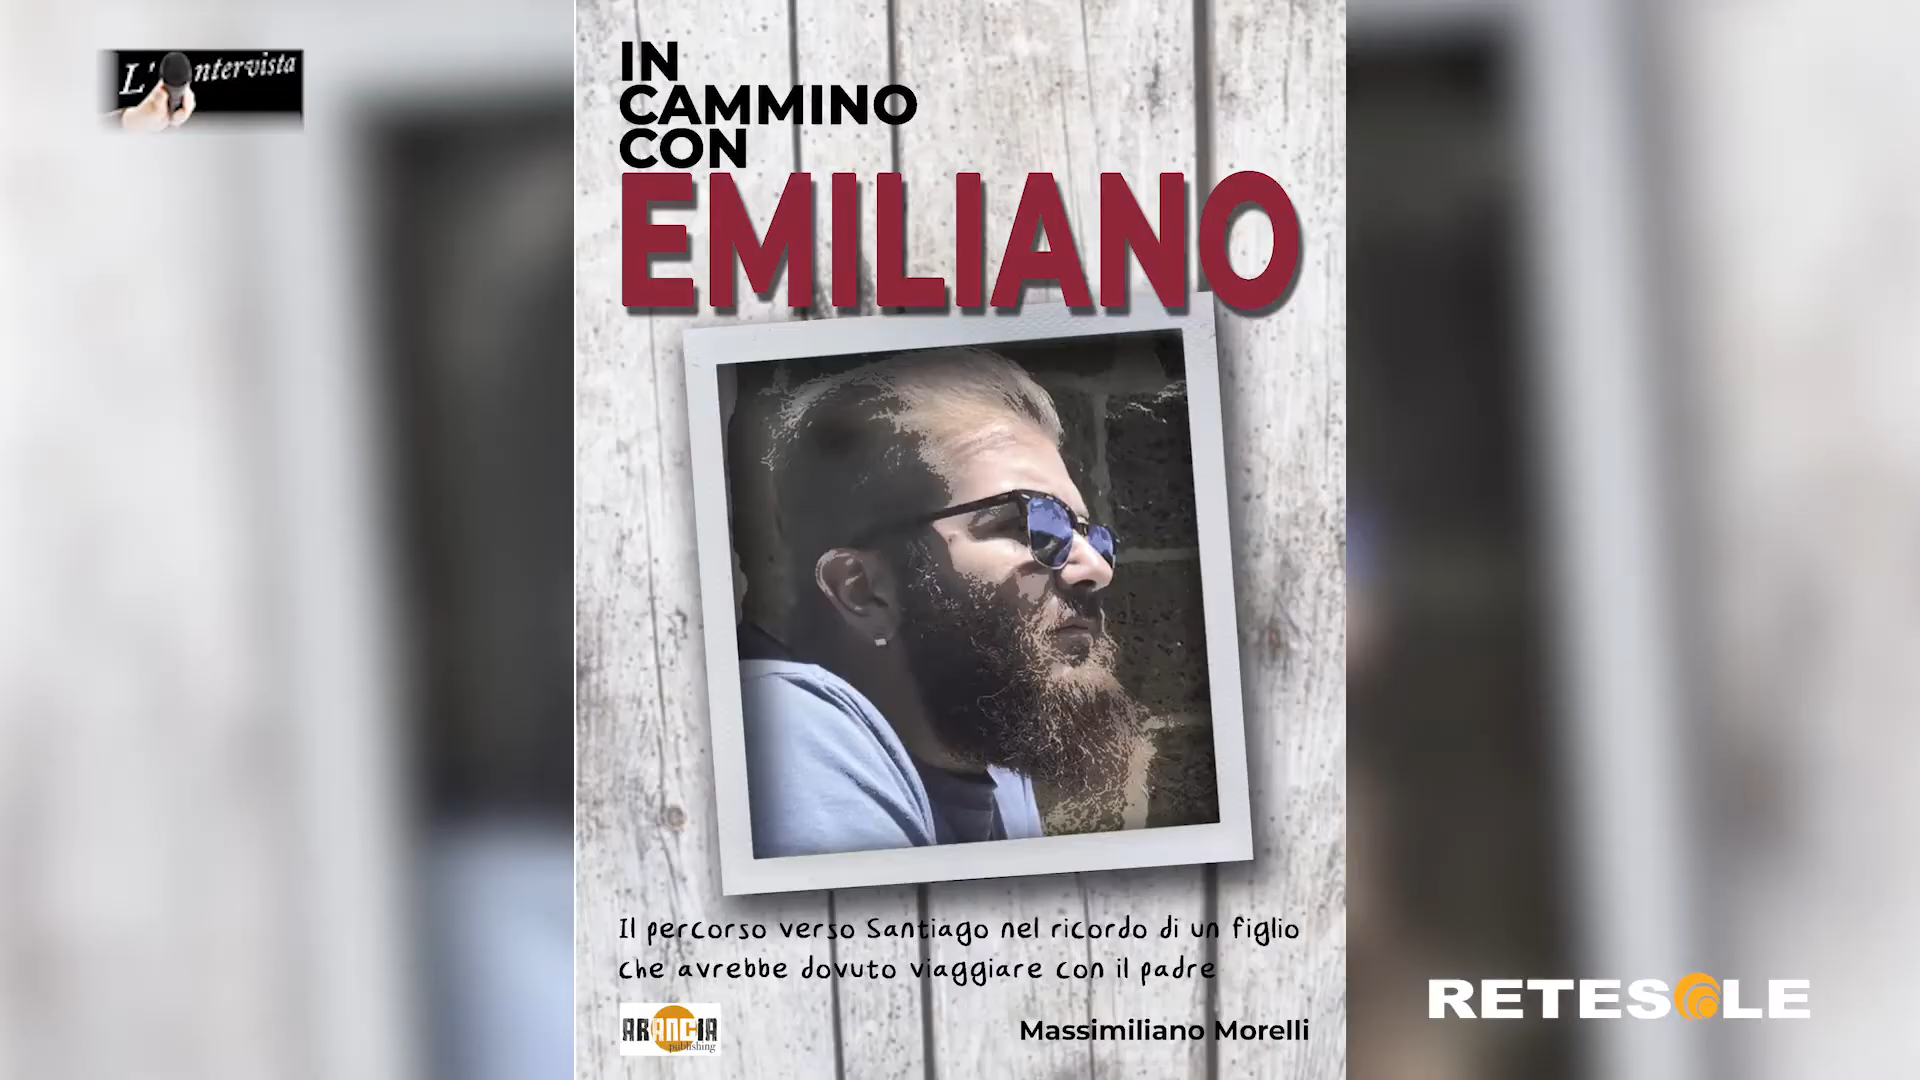 L'Intervista
IN
CAMMINO
CON
EMILIANO
Il percorso verso Santiago nel ricordo di un figlio
che avrebbe dovuto viaggiare con il padre
ARANCIA
publishing
Massimiliano Morelli
RETESOLE